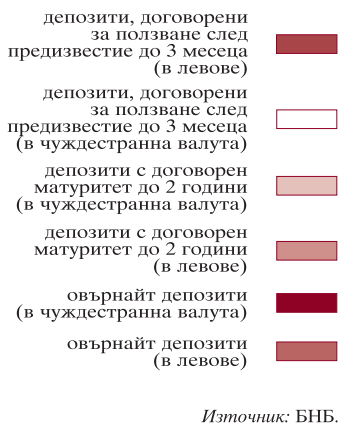 депозити, договорени
за ползване след
предизвестие до 3 месеца
(в левове)
депозити, договорени
за ползване след
предизвестие до 3 месеца
(в чуждестранна валута)
депозити с договорен
матуритет до 2 години
(в чуждестранна валута)
депозити с договорен
матуритет до 2 години
(в левове)
овърнайт депозити
(в чуждестранна валута)
овърнайт депозити
(в левове)
Източник: БНБ.